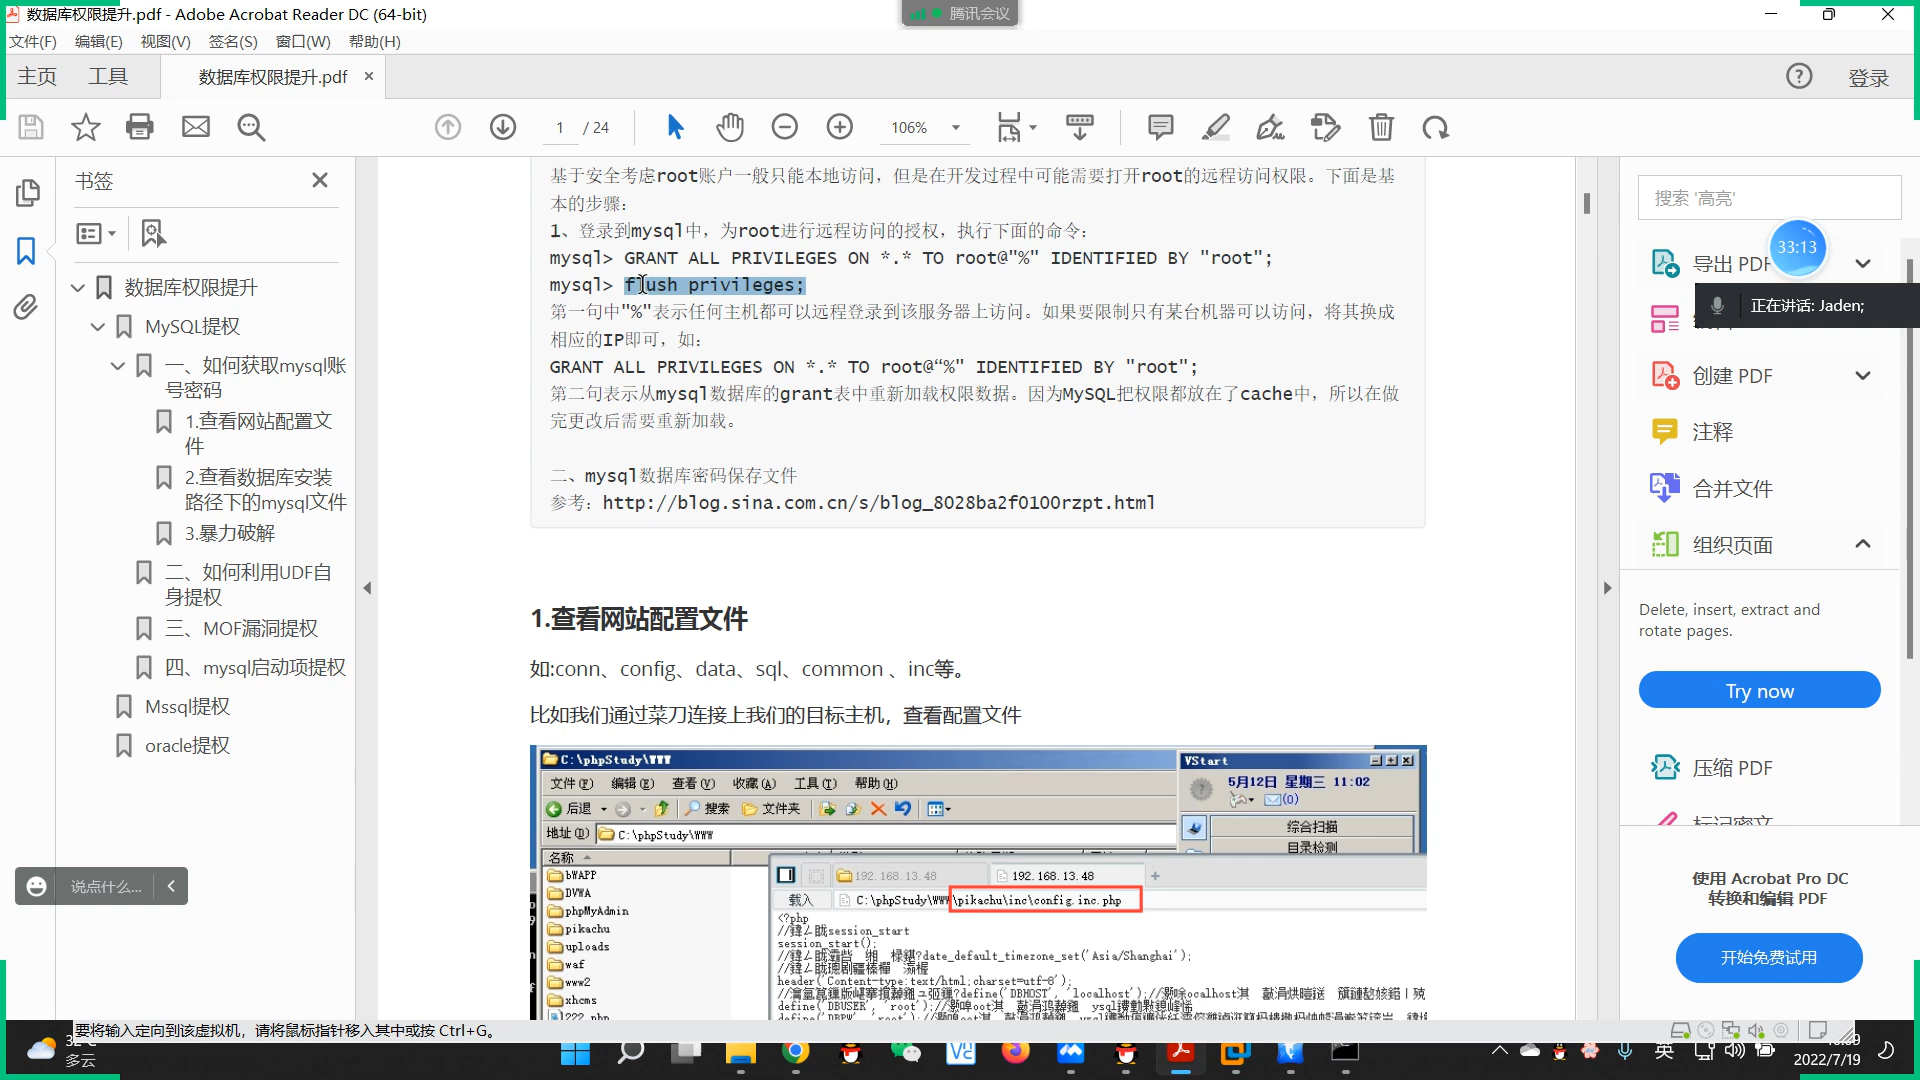 数据库权限提升.pdf - Adobe Acrobat Reader DC (64-bit)
腾讯会议
文件(F) 编辑(E) 视图(V) 签名(S) 窗口(W) 帮助(H)
主页 工具 数据库权限提升.pdf × 登录
1 / 24 106%
书签
数据库权限提升
MySQL提权
一、如何获取mysql账
号密码
1.查看网站配置文
件
2.查看数据库安装
路径下的mysql文件
3.暴力破解
二、如何利用UDF自
身提权
三、MOF漏洞提权
四、mysql启动项提权
Mssql提权
oracle提权
说点什么...
基于安全考虑root账户一般只能本地访问，但是在开发过程中可能需要打开root的远程访问权限。下面是基
本的步骤：
1、登录到mysql中，为root进行远程访问的授权，执行下面的命令：
mysql> GRANT ALL PRIVILEGES ON *.* TO root@"%" IDENTIFIED BY "root";
mysql> flush privileges;
第一句中"%"表示任何主机都可以远程登录到该服务器上访问。如果要限制只有某台机器可以访问，将其换成
相应的IP即可，如：
GRANT ALL PRIVILEGES ON *.* TO root@“%" IDENTIFIED BY "root";
第二句表示从mysql数据库的grant表中重新加载权限数据。因为MySQL把权限都放在了cache中，所以在做
完更改后需要重新加载。
二、mysql数据库密码保存文件
参考：http://blog.sina.com.cn/s/blog_8028ba2f0100rzpt.html
1.查看网站配置文件
如:conn、config、data、sql、common 、inc等。
比如我们通过菜刀连接上我们的目标主机，查看配置文件
C:\phpStudy\WWW
文件(F) 编辑(E) 查看(V) 收藏(A) 工具(T) 帮助(H)
后退 搜索 文件夹
地址(D) C:\phpStudy\WWW
名称
bWAPP
DVWA
phpMyAdmin
pikachu
uploads
waf
www2
xhcms
VStart
5月12日 星期三 11:02
(0)
综合扫描
目录检测
192.168.13.48 192.168.13.48 +
载入 C:\phpStudy\WWW\pikachu\inc\config.inc.php
<?php
session_start
session_start();
date_default_timezone_set('Asia/Shanghai');
header('Content-type:text/html;charset=utf-8');
define('DBHOST', 'localhost');
define('DBUSER', 'root');
搜索 '高亮'
33:13
导出 PDF
正在讲话: Jaden;
创建 PDF
注释
合并文件
组织页面
Delete, insert, extract and
rotate pages.
Try now
压缩 PDF
使用 Acrobat Pro DC
转换和编辑 PDF
开始免费试用
要将输入定向到该虚拟机，请将鼠标指针移入其中或按 Ctrl+G。
多云
英
2022/7/19